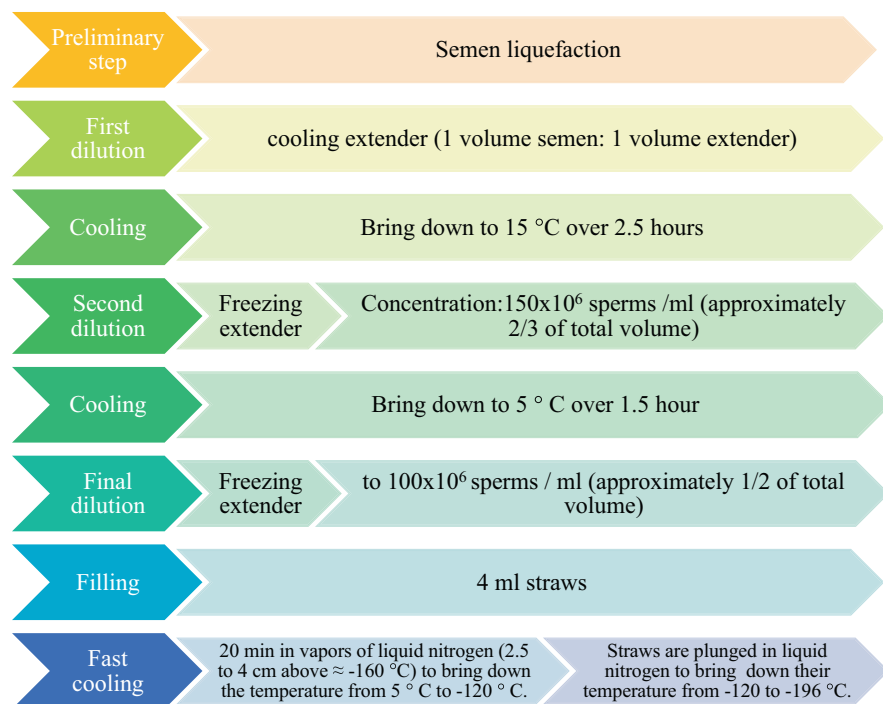 Preliminary
step
Semen liquefaction
First
dilution
cooling extender (1 volume semen: 1 volume extender)
Cooling
Bring down to 15 °C over 2.5 hours
Second
dilution
Freezing
extender
Concentration:150x10⁶ sperms /ml (approximately
2/3 of total volume)
Cooling
Bring down to 5 ° C over 1.5 hour
Final
dilution
Freezing
extender
to 100x10⁶ sperms / ml (approximately 1/2 of total
volume)
Filling
4 ml straws
Fast
cooling
20 min in vapors of liquid nitrogen (2.5
to 4 cm above ≈ -160 °C) to bring down
the temperature from 5 ° C to -120 ° C.
Straws are plunged in liquid
nitrogen to bring down their
temperature from -120 to -196 °C.